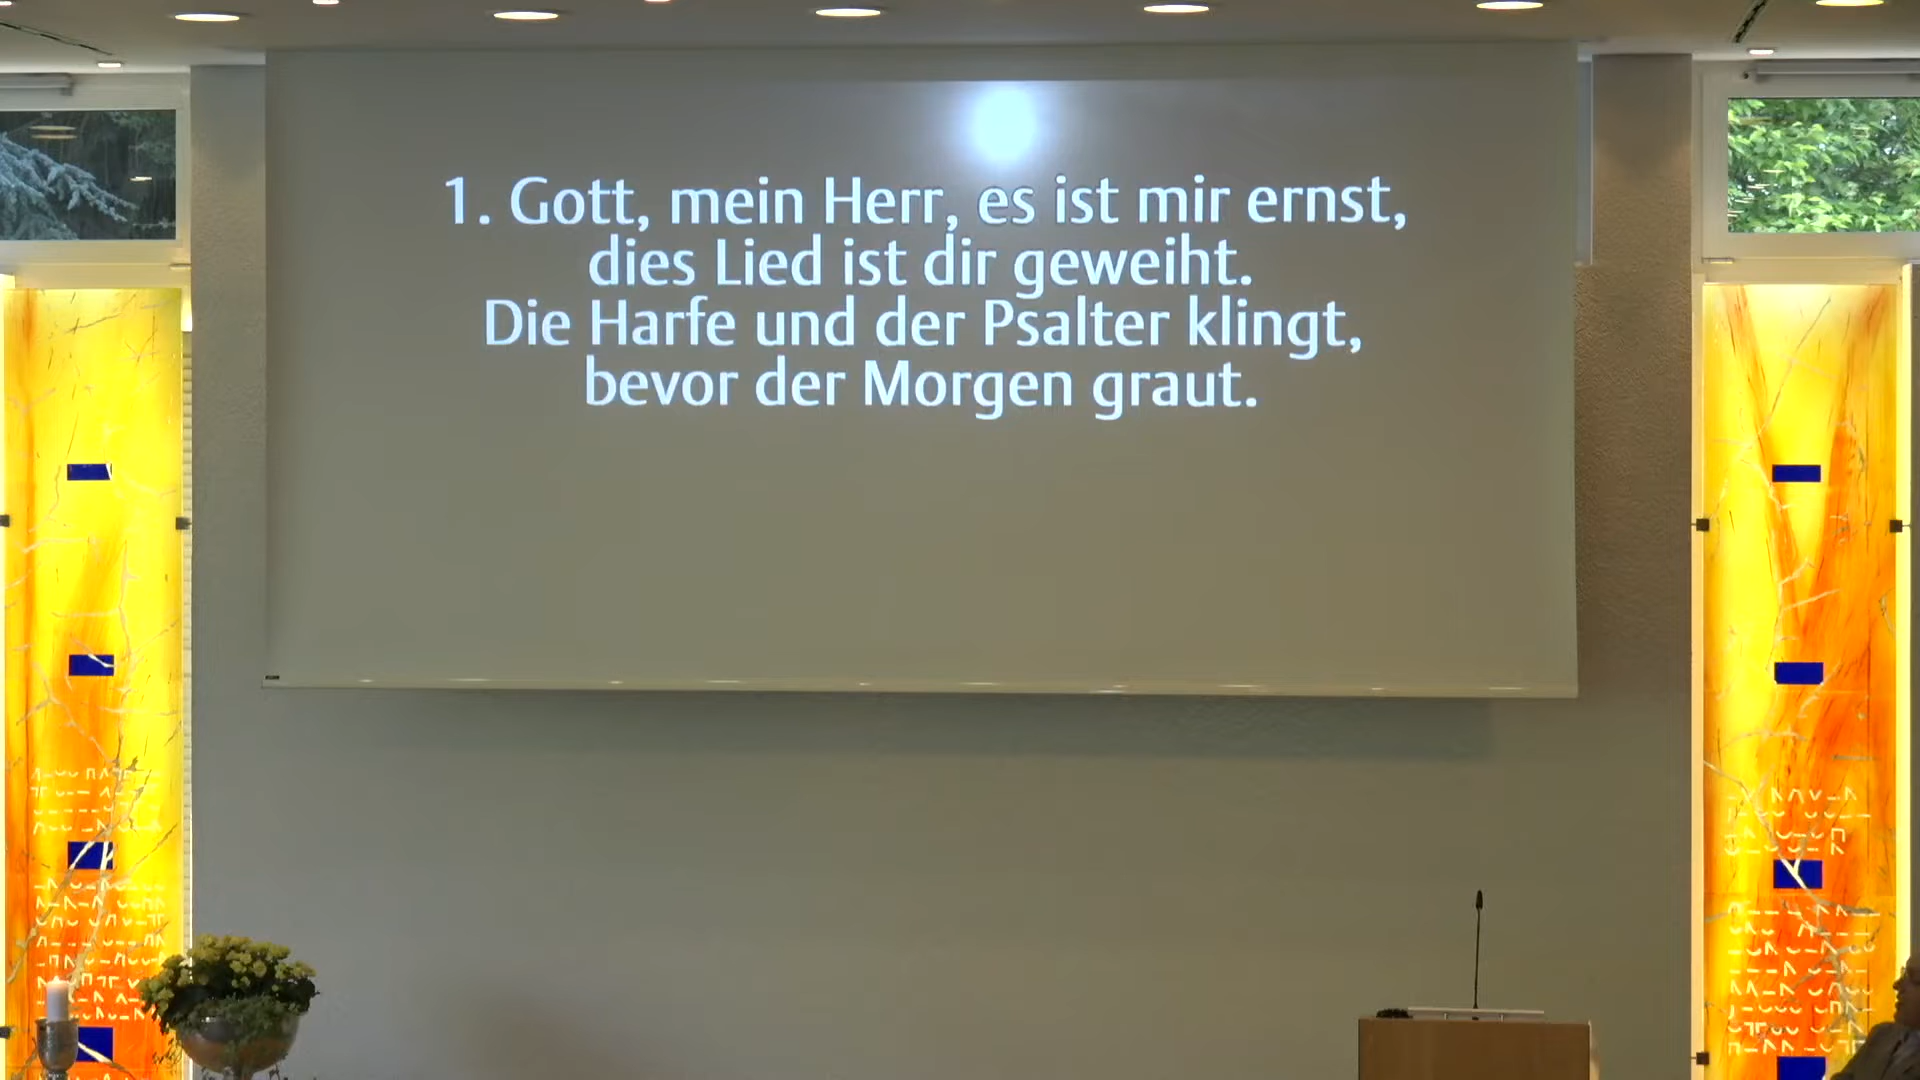 1. Gott, mein Herr, es ist mir ernst,
dies Lied ist dir geweiht.
Die Harfe und der Psalter klingt,
bevor der Morgen graut.